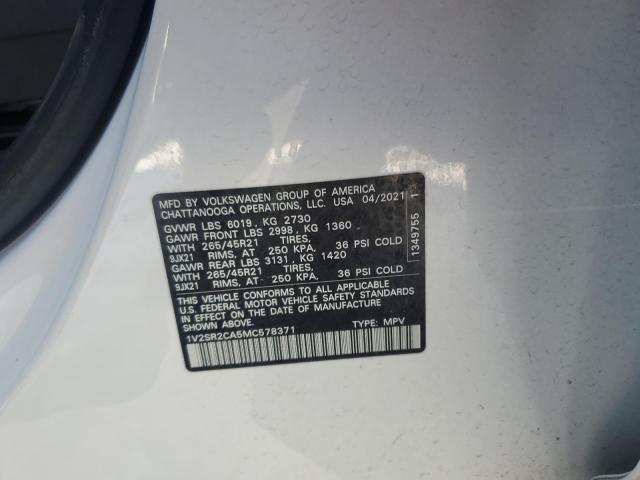 MFD BY VOLKSWAGEN GROUP OF AMERICA
CHATTANOOGA OPERATIONS, LLC. USA 04/2021
GVWR LBS 6019, KG 2730
GAWR FRONT LBS 2998, KG 1360
WITH 265/45R21 TIRES,
9JX21 RIMS, AT 250 KPA, 36 PSI COLD
GAWR REAR LBS 3131, KG 1420
WITH 265/45R21 TIRES,
9JX21 RIMS, AT 250 KPA, 36 PSI COLD
THIS VEHICLE CONFORMS TO ALL APPLICABLE
U.S. FEDERAL MOTOR VEHICLE SAFETY STANDARDS
IN EFFECT ON THE DATE OF MANUFACTURE
SHOWN ABOVE.
1V2SR2CA5MC578371 TYPE: MPV
1349755 1